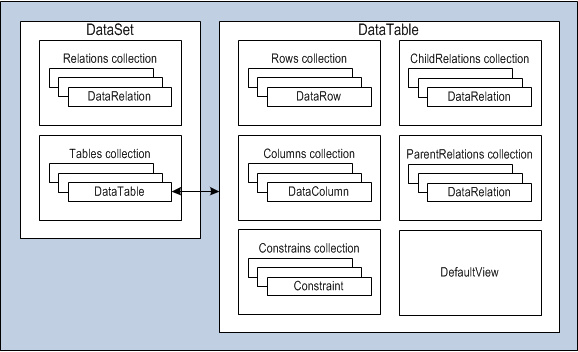 DataSet
Relations collection
DataRelation
Tables collection
DataTable
DataTable
Rows collection
DataRow
ChildRelations collection
DataRelation
Columns collection
DataColumn
ParentRelations collection
DataRelation
Constrains collection
Constraint
DefaultView